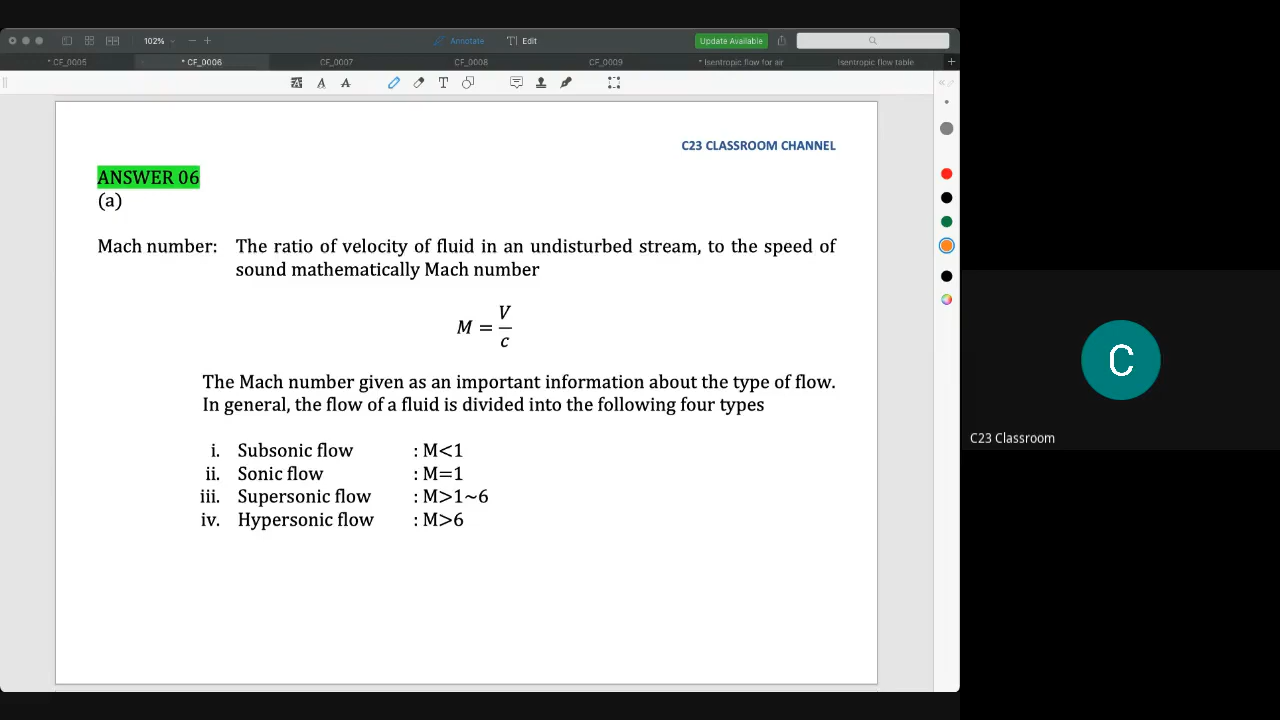 102%
Annotate
Edit
Update Available
* CF_0005
* CF_0006
CF_0007
CF_0008
CF_0009
* Isentropic flow for air
Isentropic flow table
C23 CLASSROOM CHANNEL
ANSWER 06
(a)
Mach number: The ratio of velocity of fluid in an undisturbed stream, to the speed of
sound mathematically Mach number
M = V/c
The Mach number given as an important information about the type of flow.
In general, the flow of a fluid is divided into the following four types
i. Subsonic flow : M<1
ii. Sonic flow : M=1
iii. Supersonic flow : M>1~6
iv. Hypersonic flow : M>6
C
C23 Classroom